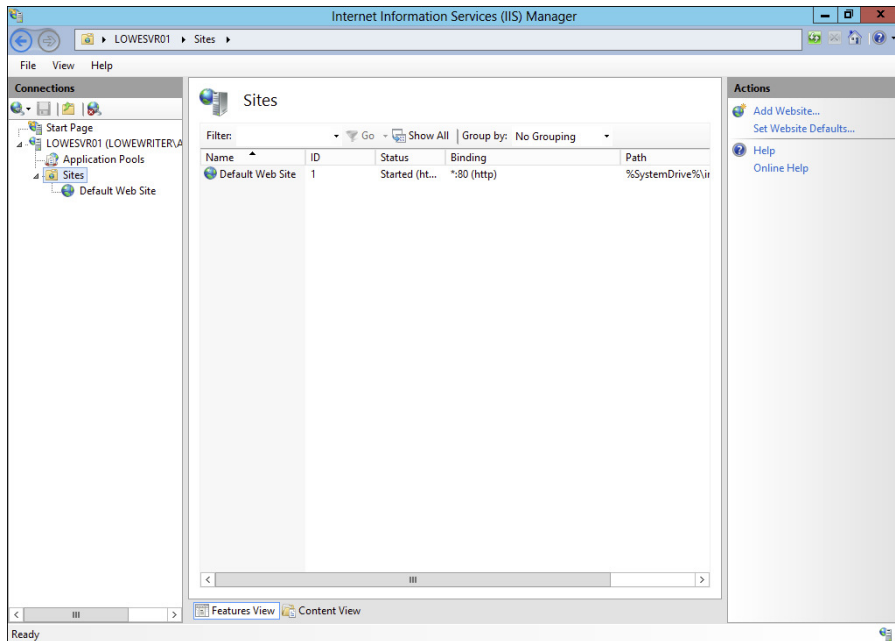 Internet Information Services (IIS) Manager
LOWESVR01 Sites
File View Help
Connections
Start Page
LOWESVR01 (LOWEWRITER\A
Application Pools
Sites
Default Web Site
Sites
Filter: Go Show All Group by: No Grouping
Name ID Status Binding Path
Default Web Site 1 Started (ht... *:80 (http) %SystemDrive%\in
Features View Content View
Actions
Add Website...
Set Website Defaults...
Help
Online Help
Ready